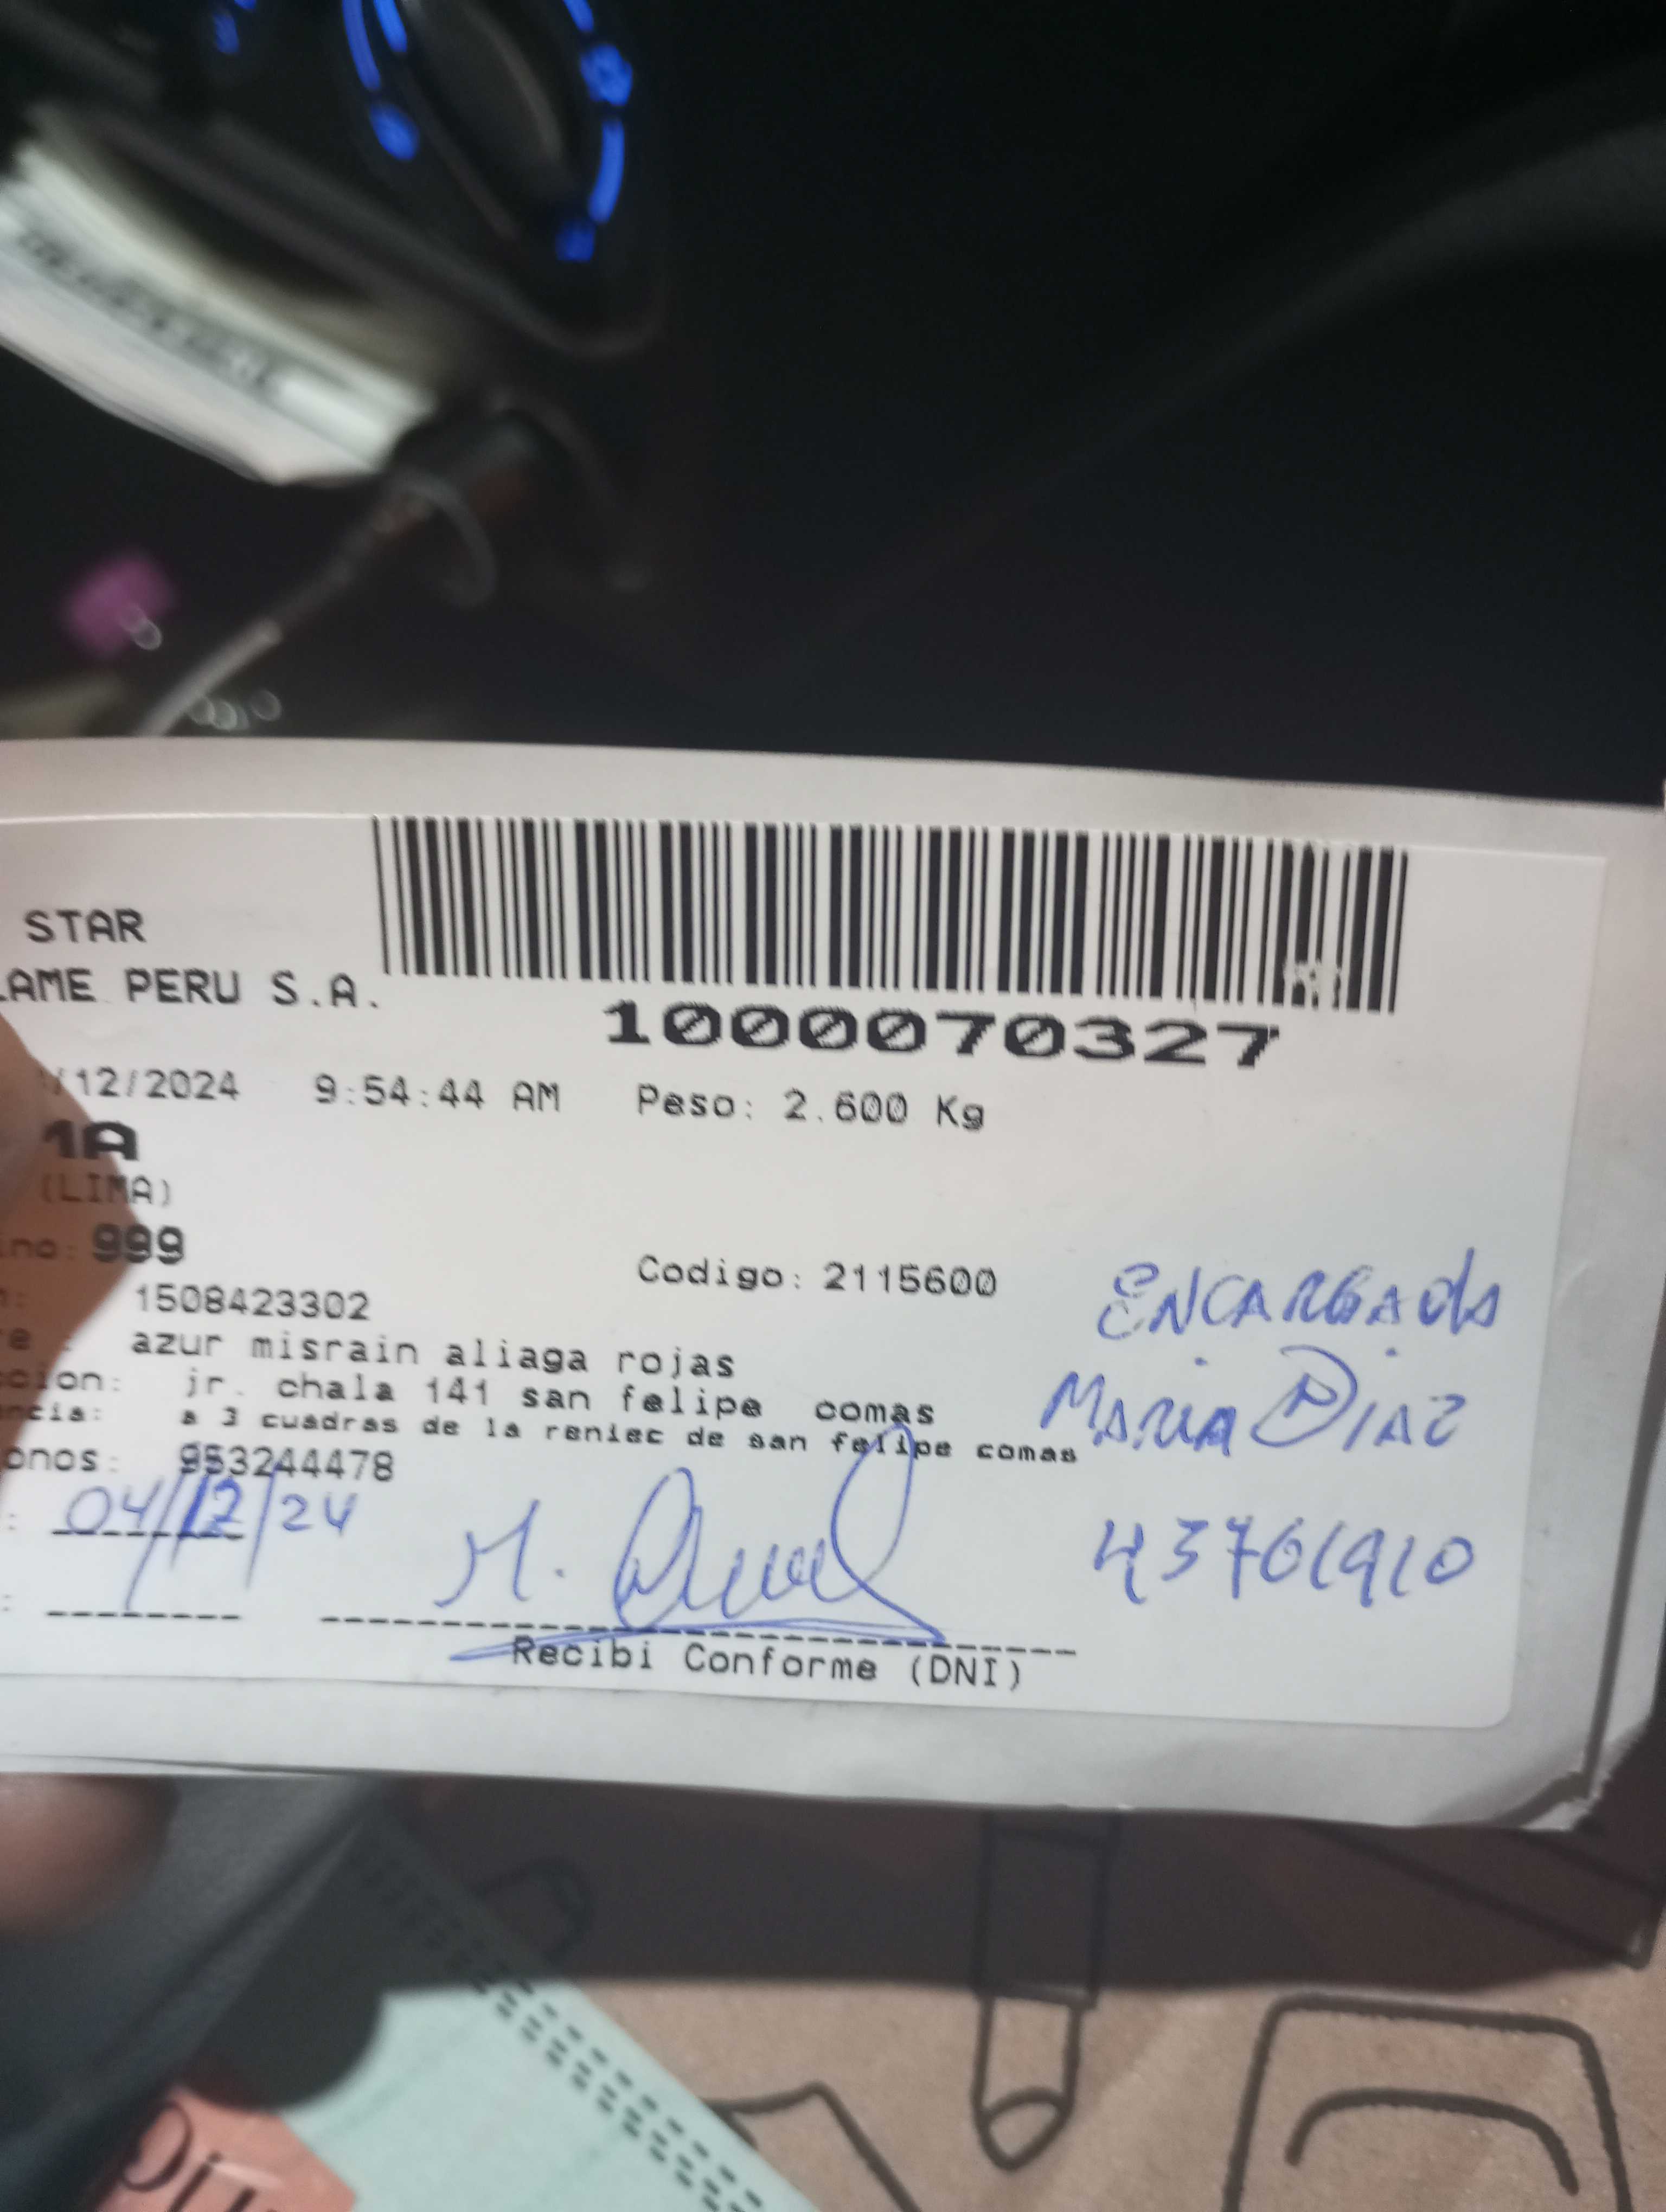 STAR
LAME PERU S.A.
1000070327
/12/2024 9:54:44 AM Peso: 2.600 Kg
1A
(LIMA)
ino: 999
Codigo: 2115600
1508423302
azur misrain aliaga rojas
cion: jr. chala 141 san felipe comas
ncia: a 3 cuadras de la reniec de san felipe comas
onos: 953244478
ENCARGADA
MARIA DIAZ
: 04/12/24
43761910
Recibi Conforme (DNI)